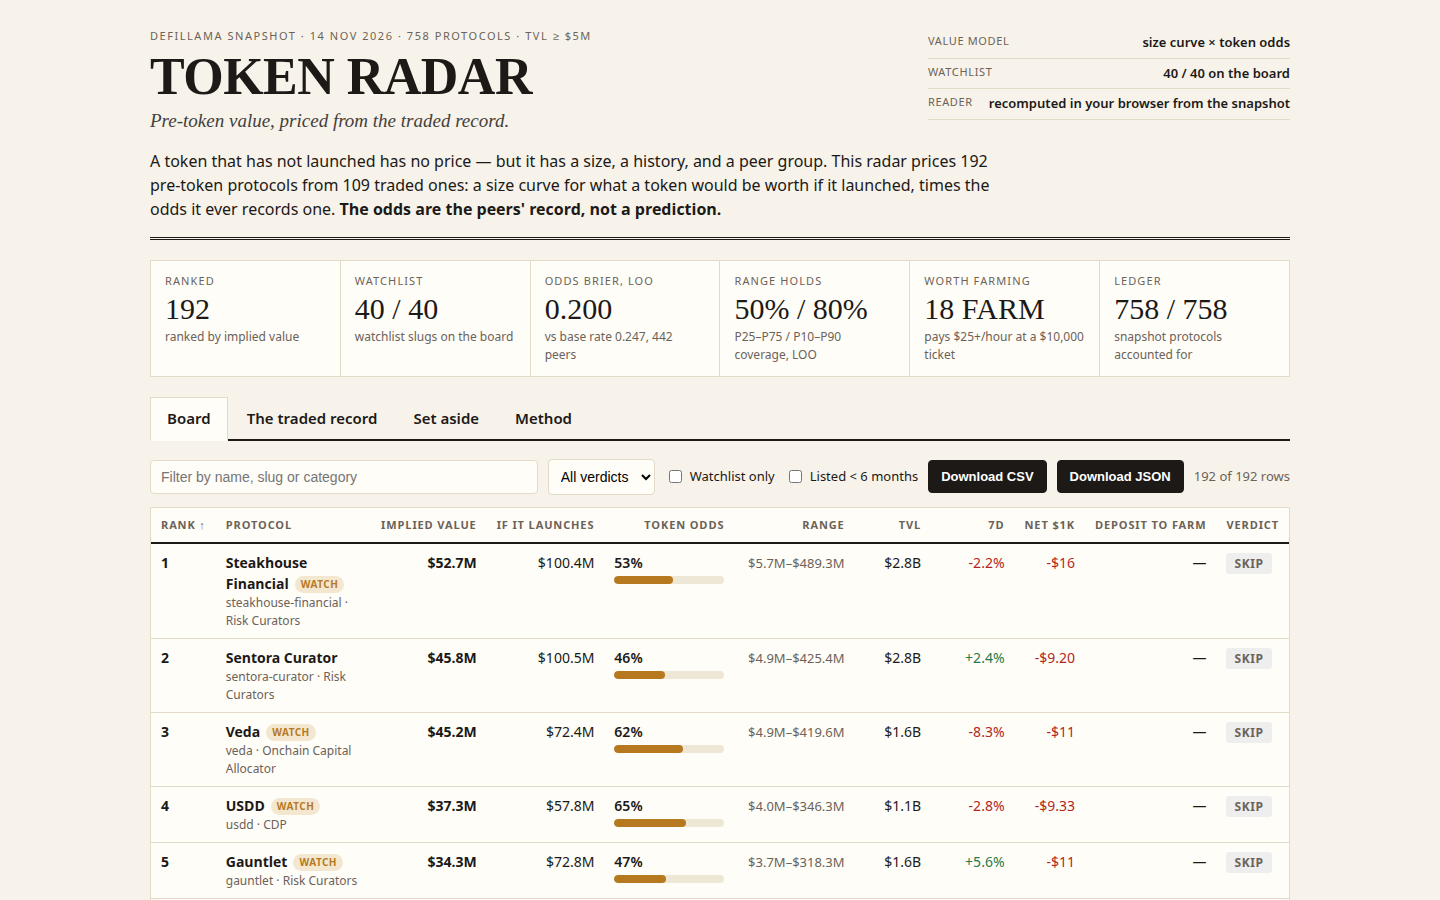 DEFILLAMA SNAPSHOT · 14 NOV 2026 · 758 PROTOCOLS · TVL ≥ $5M
TOKEN RADAR
Pre-token value, priced from the traded record.
VALUE MODEL size curve × token odds
WATCHLIST 40 / 40 on the board
READER recomputed in your browser from the snapshot
A token that has not launched has no price — but it has a size, a history, and a peer group. This radar prices 192
pre-token protocols from 109 traded ones: a size curve for what a token would be worth if it launched, times the
odds it ever records one. The odds are the peers' record, not a prediction.
RANKED
192
ranked by implied value
WATCHLIST
40 / 40
watchlist slugs on the board
ODDS BRIER, LOO
0.200
vs base rate 0.247, 442
peers
RANGE HOLDS
50% / 80%
P25–P75 / P10–P90
coverage, LOO
WORTH FARMING
18 FARM
pays $25+/hour at a $10,000
ticket
LEDGER
758 / 758
snapshot protocols
accounted for
Board The traded record Set aside Method
Filter by name, slug or category All verdicts Watchlist only Listed < 6 months Download CSV Download JSON 192 of 192 rows
RANK ↑ PROTOCOL IMPLIED VALUE IF IT LAUNCHES TOKEN ODDS RANGE TVL 7D NET $1K DEPOSIT TO FARM VERDICT
1 Steakhouse $52.7M $100.4M 53% $5.7M–$489.3M $2.8B -2.2% -$16 — SKIP
Financial WATCH
steakhouse-financial ·
Risk Curators
2 Sentora Curator $45.8M $100.5M 46% $4.9M–$425.4M $2.8B +2.4% -$9.20 — SKIP
sentora-curator · Risk
Curators
3 Veda WATCH $45.2M $72.4M 62% $4.9M–$419.6M $1.6B -8.3% -$11 — SKIP
veda · Onchain Capital
Allocator
4 USDD WATCH $37.3M $57.8M 65% $4.0M–$346.3M $1.1B -2.8% -$9.33 — SKIP
usdd · CDP
5 Gauntlet WATCH $34.3M $72.8M 47% $3.7M–$318.3M $1.6B +5.6% -$11 — SKIP
gauntlet · Risk Curators